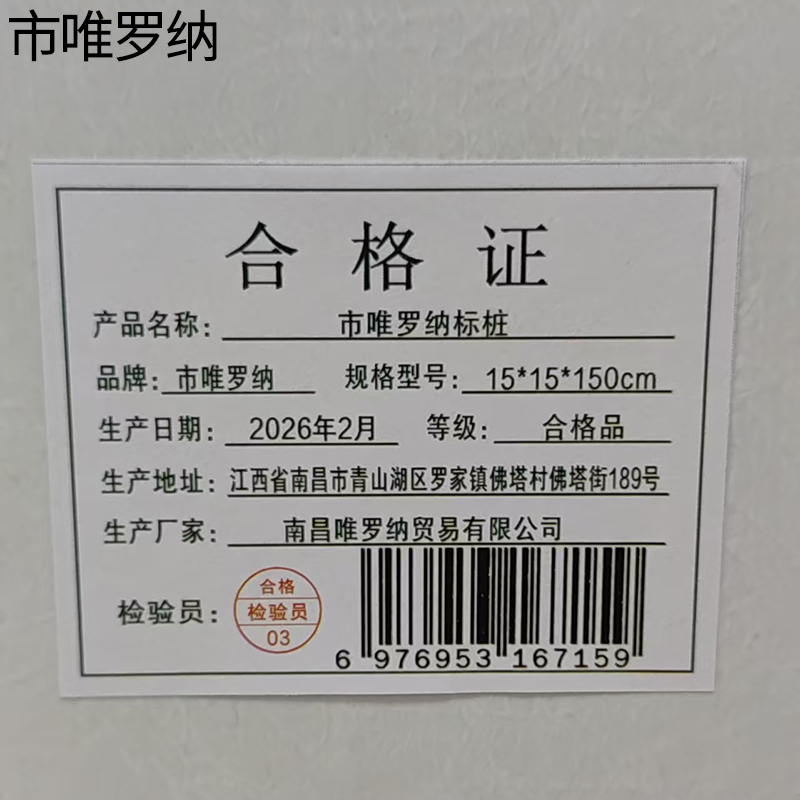 市唯罗纳
合格证
产品名称：市唯罗纳标桩
品牌：市唯罗纳 规格型号：15*15*150cm
生产日期：2026年2月 等级：合格品
生产地址：江西省南昌市青山湖区罗家镇佛塔村佛塔街189号
生产厂家：南昌唯罗纳贸易有限公司
检验员：
合格
检验员
03
6 976953 167159